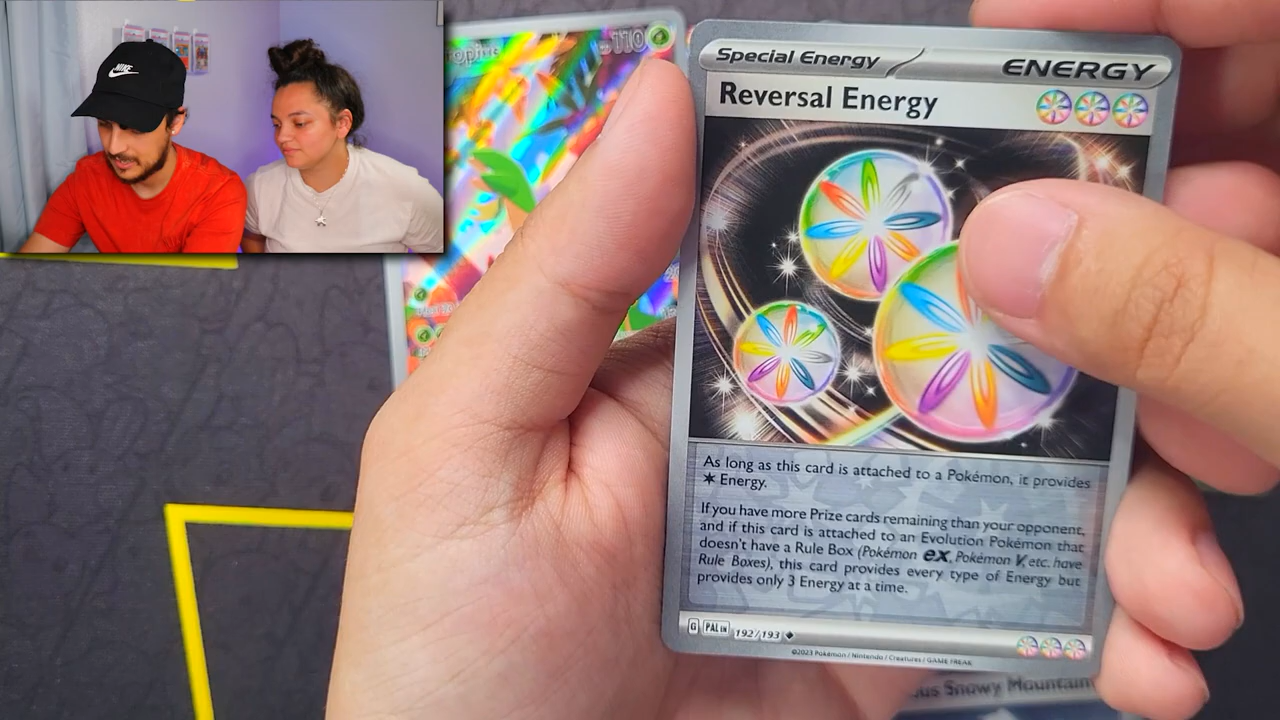 NIKE
110
Special Energy
ENERGY
Reversal Energy
As long as this card is attached to a Pokémon, it provides
Energy.
If you have more Prize cards remaining than your opponent,
and if this card is attached to an Evolution Pokémon that
doesn't have a Rule Box (Pokémon ex, Pokémon V, etc. have
Rule Boxes), this card provides every type of Energy but
provides only 3 Energy at a time.
G PAL EN 192/193
©2023 Pokémon / Nintendo / Creatures / GAME FREAK
Snowy Mountain